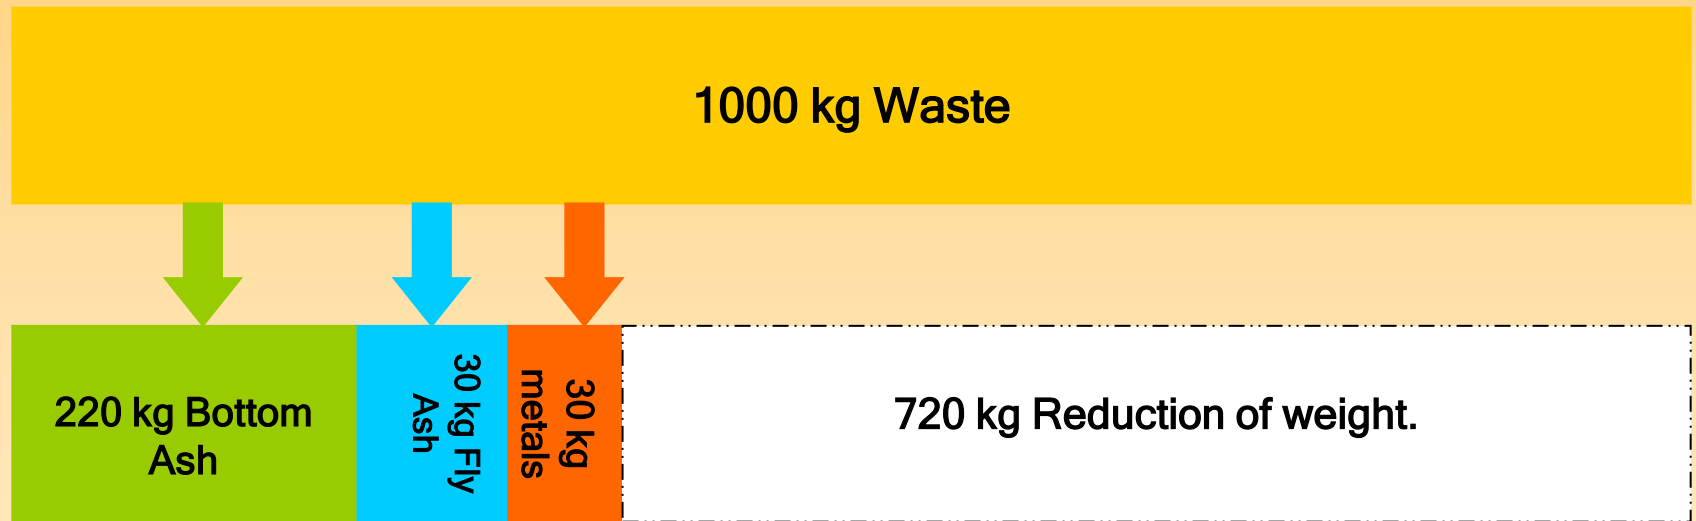 1000 kg Waste
220 kg Bottom
Ash
30 kg Fly
Ash
30 kg
metals
720 kg Reduction of weight.